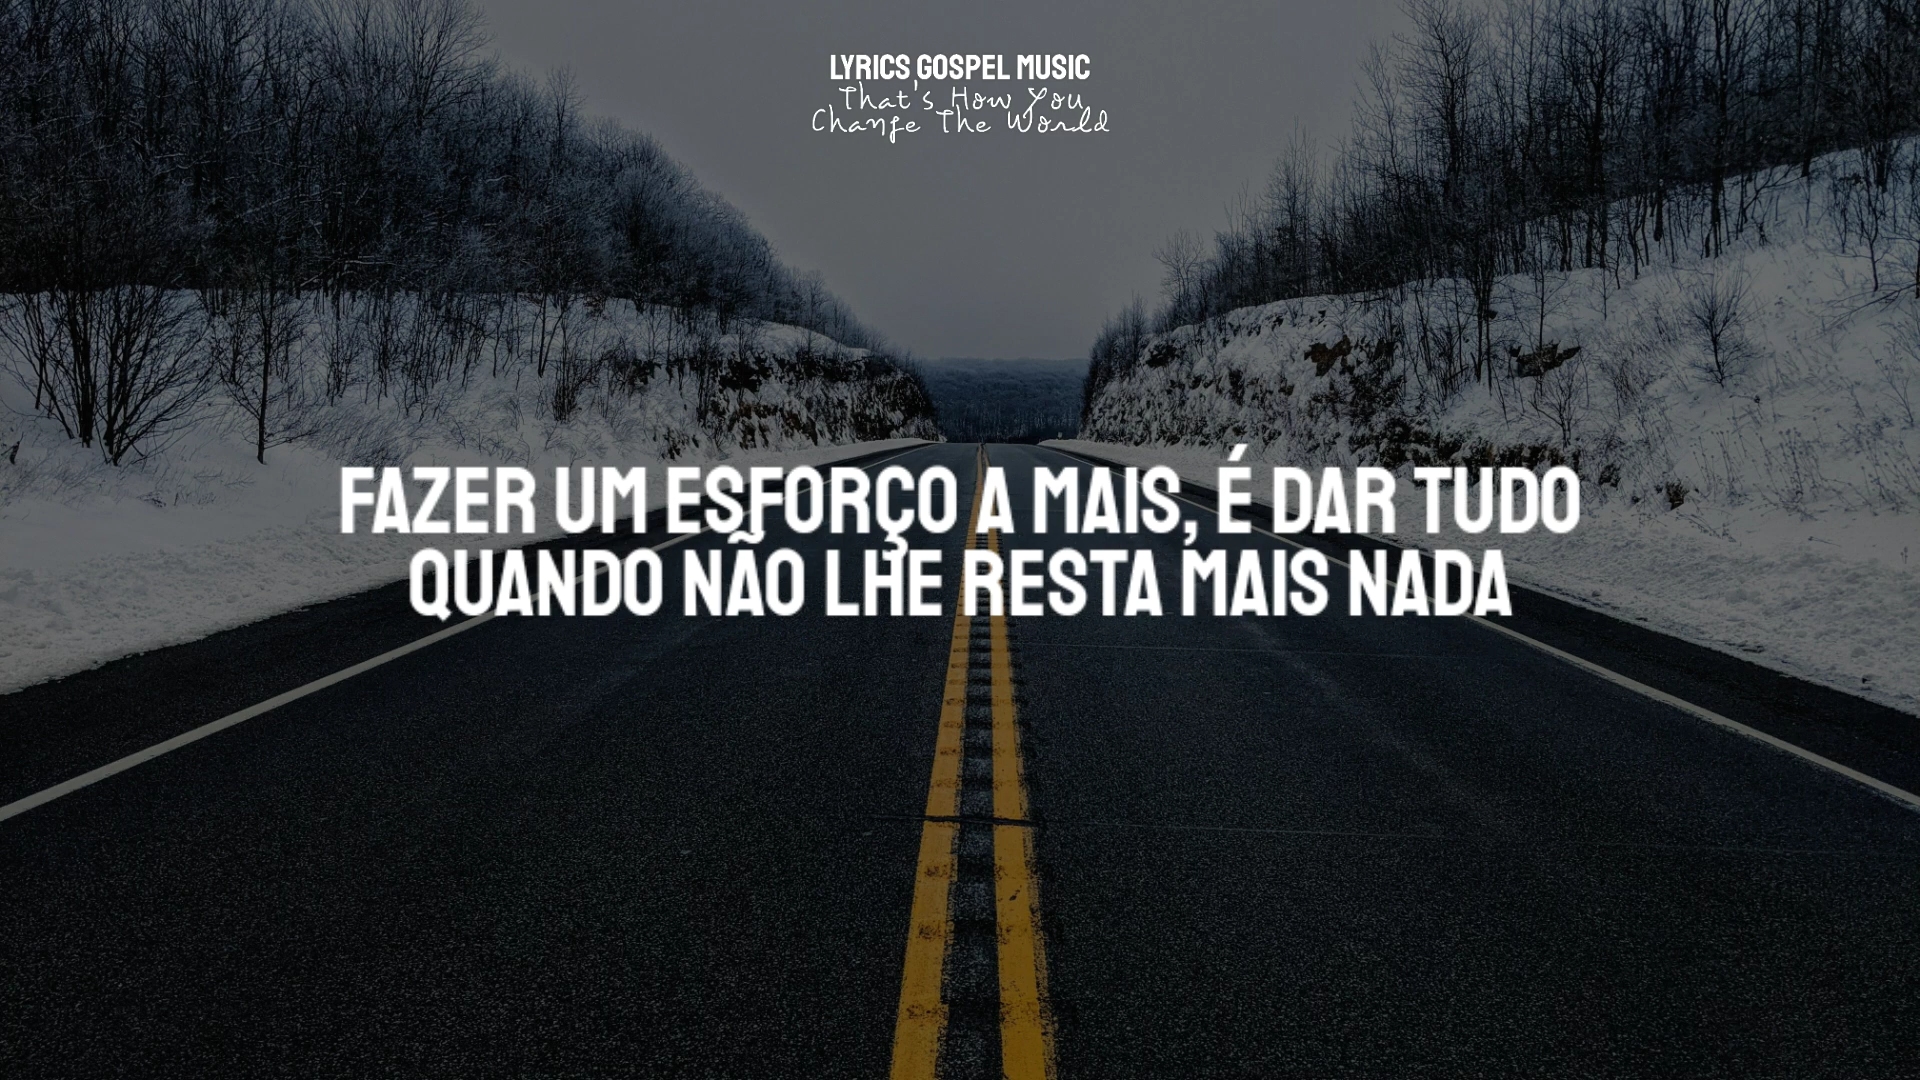 LYRICS GOSPEL MUSIC
That's How You
Change The World
FAZER UM ESFORÇO A MAIS, É DAR TUDO
QUANDO NÃO LHE RESTA MAIS NADA